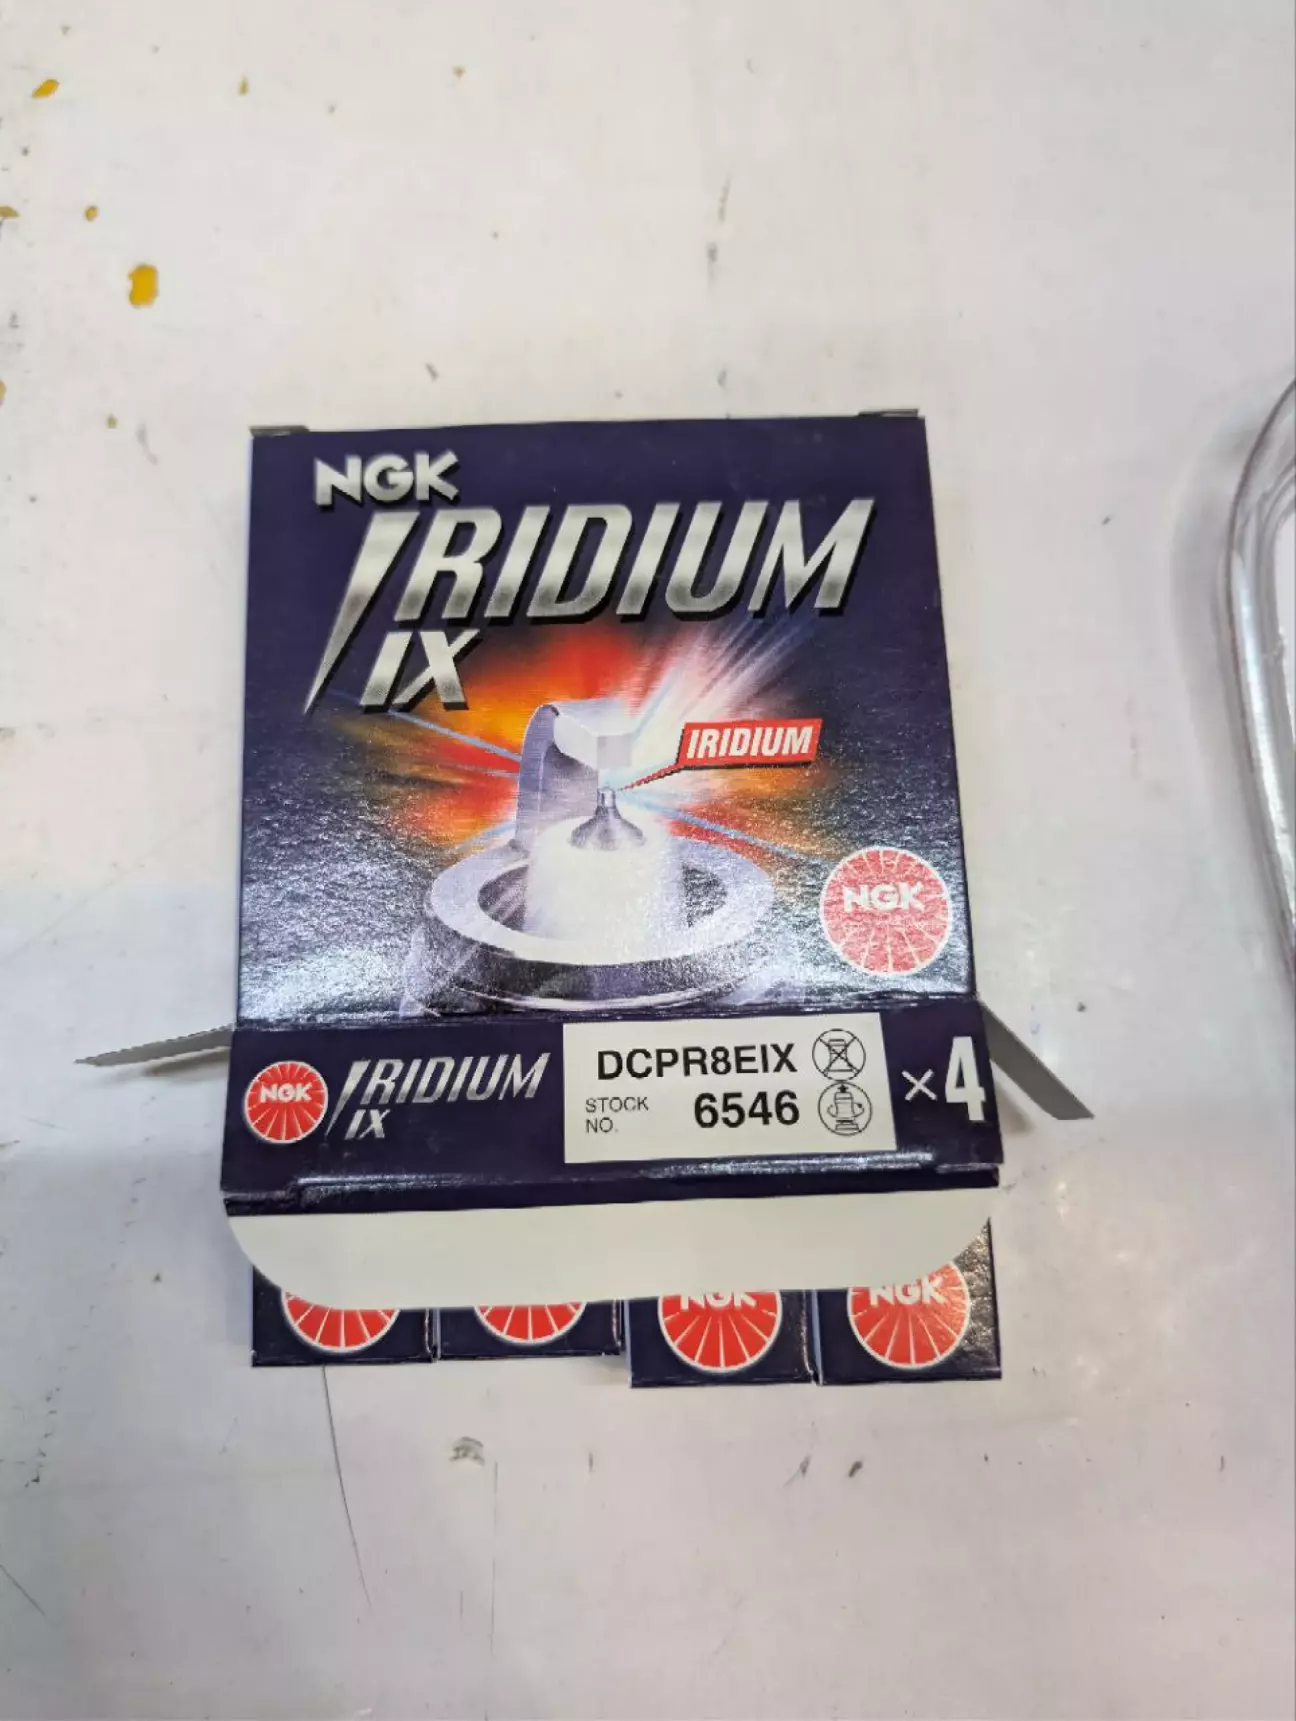 NGK
IRIDIUM
IX
IRIDIUM
NGK
NGK
IRIDIUM
IX
DCPR8EIX
STOCK
NO.
6546
×4
NGK
NGK